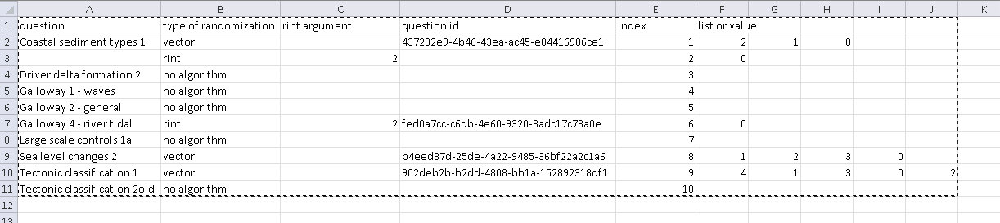 A B C D E F G H I J K
1 question type of randomization rint argument question id index list or value
2 Coastal sediment types 1 vector 437282e9-4b46-43ea-ac45-e04416986ce1 1 2 1 0
3 rint 2 2 0
4 Driver delta formation 2 no algorithm 3
5 Galloway 1 - waves no algorithm 4
6 Galloway 2 - general no algorithm 5
7 Galloway 4 - river tidal rint 2 fed0a7cc-c6db-4e60-9320-8adc17c73a0e 6 0
8 Large scale controls 1a no algorithm 7
9 Sea level changes 2 vector b4eed37d-25de-4a22-9485-36bf22a2c1a6 8 1 2 3 0
10 Tectonic classification 1 vector 902deb2b-b2dd-4808-bb1a-152892318df1 9 4 1 3 0 2
11 Tectonic classification 2old no algorithm 10
12
13